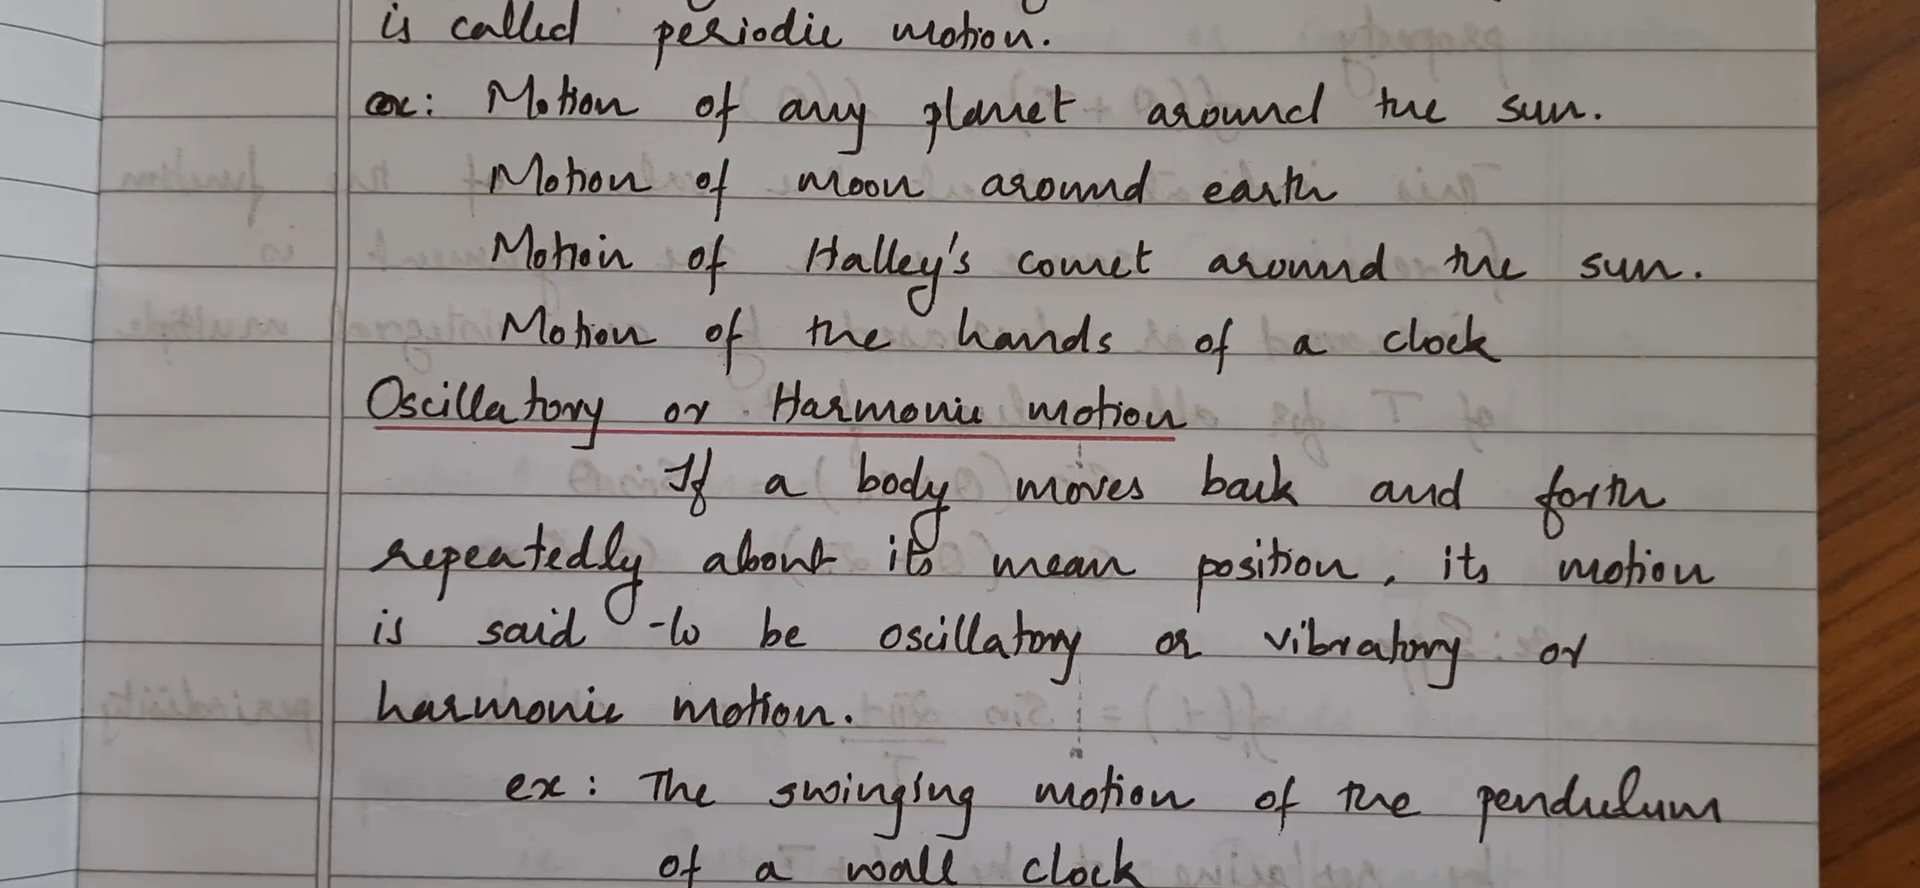 is called periodic motion.
ex: Motion of any planet around the sun.
Motion of moon around earth
Motion of Halley's comet around the sun.
Motion of the hands of a clock
Oscillatory or Harmonic motion
If a body moves back and forth
repeatedly about its mean position, its motion
is said to be oscillatory or vibratory or
harmonic motion.
ex: The swinging motion of the pendulum
of a wall clock